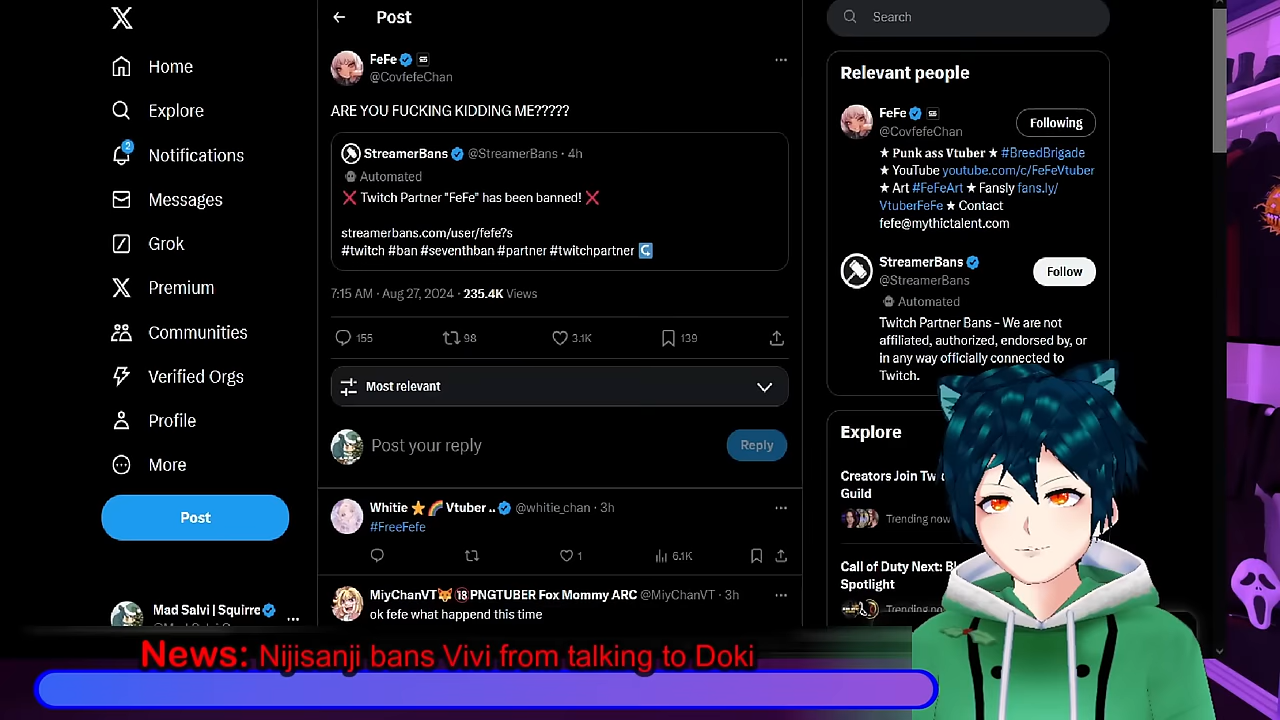 Home
Explore
2
Notifications
Messages
Grok
Premium
Communities
Verified Orgs
Profile
More
Post
Mad Salvi | Squirre
Post
FeFe
@CovfefeChan
ARE YOU FUCKING KIDDING ME?????
StreamerBans @StreamerBans · 4h
Automated
❌ Twitch Partner "FeFe" has been banned! ❌
streamerbans.com/user/fefe?s
#twitch #ban #seventhban #partner #twitchpartner
7:15 AM · Aug 27, 2024 · 235.4K Views
155 98 3.1K 139
Most relevant
Post your reply
Reply
Whitie ⭐🌈 Vtuber .. @whitie_chan · 3h
#FreeFefe
1 6.1K
MiyChanVT🦊🔞PNGTUBER Fox Mommy ARC @MiyChanVT · 3h
ok fefe what happend this time
Search
Relevant people
FeFe
@CovfefeChan
Following
★ Punk ass Vtuber ★ #BreedBrigade
★ YouTube youtube.com/c/FeFeVtuber
★ Art #FeFeArt ★ Fansly fans.ly/
VtuberFeFe ★ Contact
fefe@mythictalent.com
StreamerBans
@StreamerBans
Follow
Automated
Twitch Partner Bans - We are not
affiliated, authorized, endorsed by, or
in any way officially connected to
Twitch.
Explore
Creators Join Tw
Guild
Trending now
Call of Duty Next: Bl
Spotlight
Trending now
News: Nijisanji bans Vivi from talking to Doki